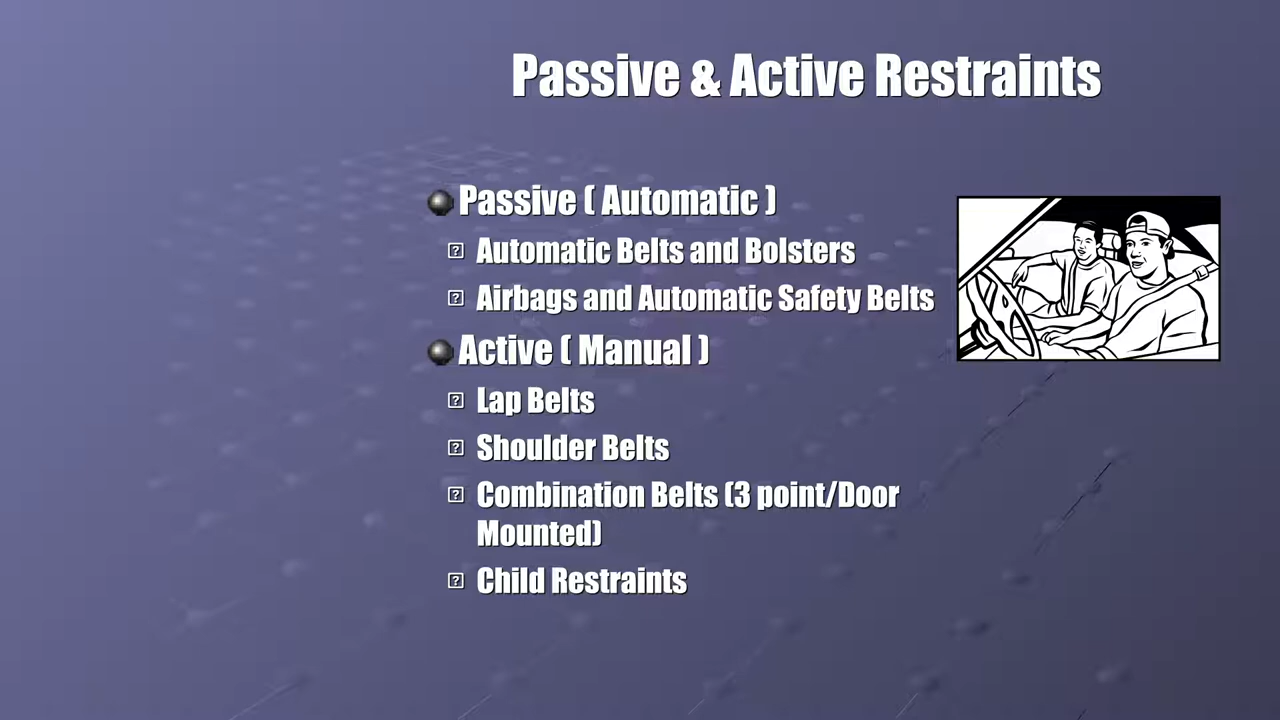 Passive & Active Restraints
Passive ( Automatic )
Automatic Belts and Bolsters
Airbags and Automatic Safety Belts
Active ( Manual )
Lap Belts
Shoulder Belts
Combination Belts (3 point/Door
Mounted)
Child Restraints